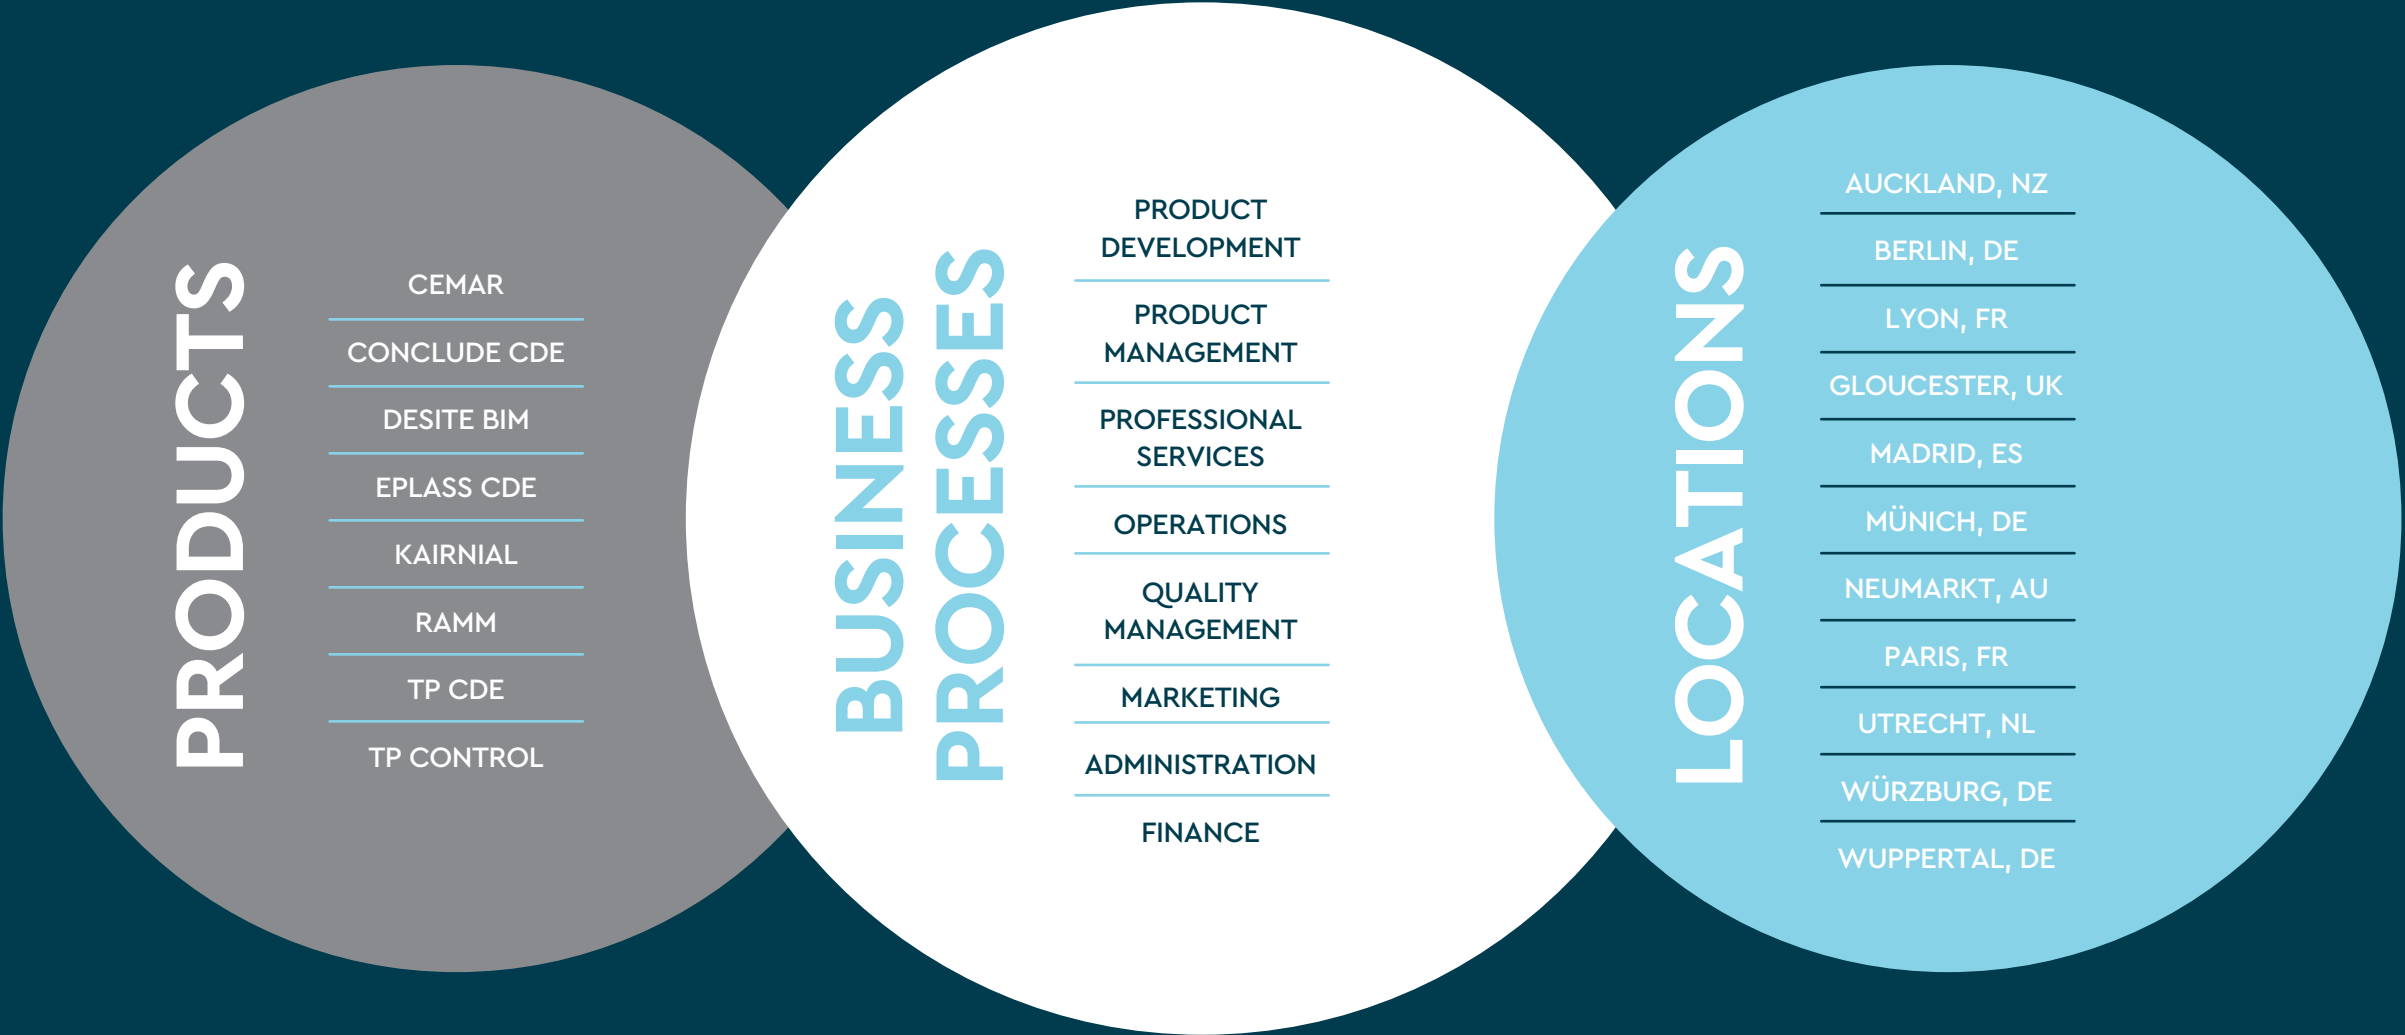 PRODUCTS
CEMAR
CONCLUDE CDE
DESITE BIM
EPLASS CDE
KAIRNIAL
RAMM
TP CDE
TP CONTROL
BUSINESS
PROCESSES
PRODUCT
DEVELOPMENT
PRODUCT
MANAGEMENT
PROFESSIONAL
SERVICES
OPERATIONS
QUALITY
MANAGEMENT
MARKETING
ADMINISTRATION
FINANCE
LOCATIONS
AUCKLAND, NZ
BERLIN, DE
LYON, FR
GLOUCESTER, UK
MADRID, ES
MÜNICH, DE
NEUMARKT, AU
PARIS, FR
UTRECHT, NL
WÜRZBURG, DE
WUPPERTAL, DE